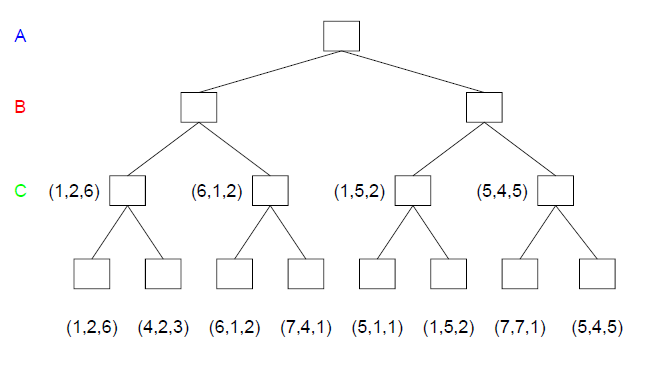 A
B
C (1,2,6) (6,1,2) (1,5,2) (5,4,5)
(1,2,6) (4,2,3) (6,1,2) (7,4,1) (5,1,1) (1,5,2) (7,7,1) (5,4,5)